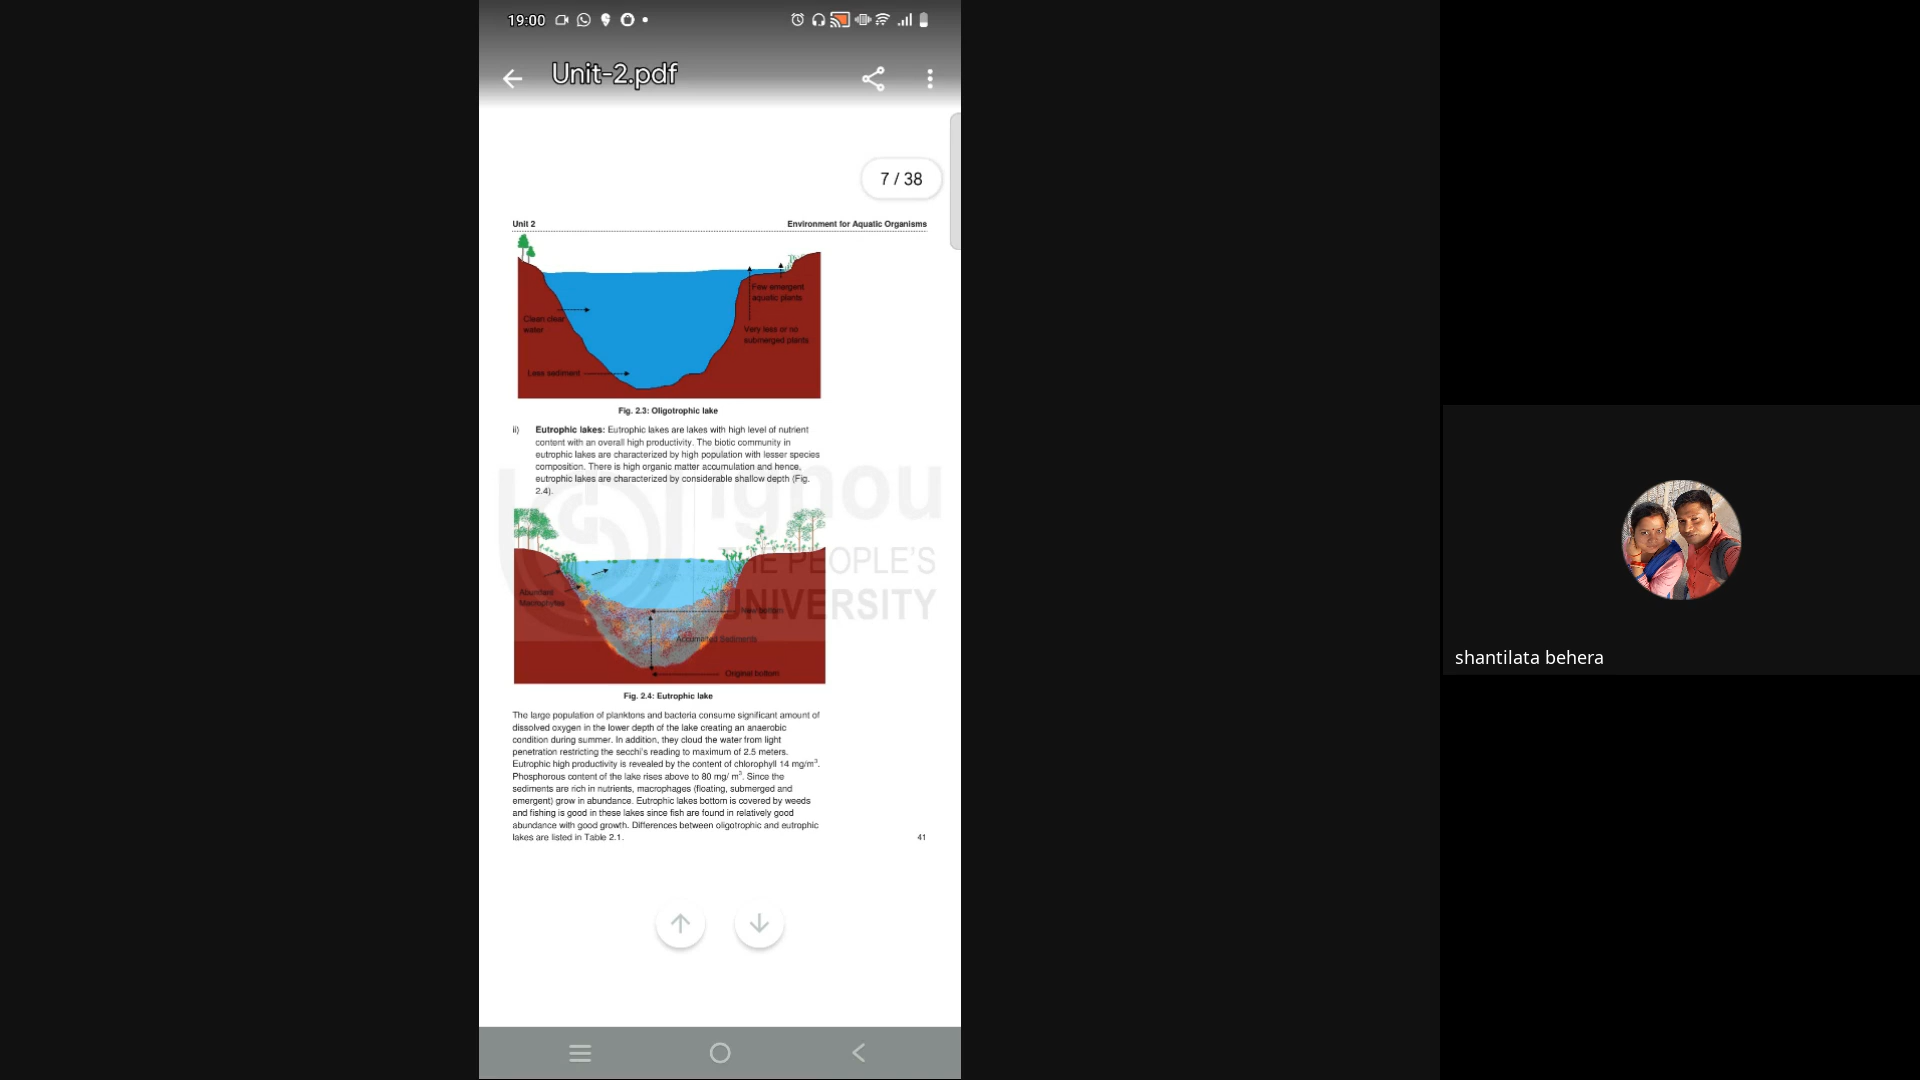 19:00
Unit-2.pdf
7 / 38
Unit 2 Environment for Aquatic Organisms
Few emergent
aquatic plants
Clean clear
water
Very less or no
submerged plants
Less sediment
Fig. 2.3: Oligotrophic lake
ii) Eutrophic lakes: Eutrophic lakes are lakes with high level of nutrient
content with an overall high productivity. The biotic community in
eutrophic lakes are characterized by high population with lesser species
composition. There is high organic matter accumulation and hence,
eutrophic lakes are characterized by considerable shallow depth (Fig.
2.4).
ignou
THE PEOPLE'S
UNIVERSITY
Abundant
Macrophytes
New bottom
Sediments
Original bottom
Fig. 2.4: Eutrophic lake
The large population of planktons and bacteria consume significant amount of
dissolved oxygen in the lower depth of the lake creating an anaerobic
condition during summer. In addition, they cloud the water from light
penetration restricting the secchi's reading to maximum of 2.5 meters.
Eutrophic high productivity is revealed by the content of chlorophyll 14 mg/m³.
Phosphorous content of the lake rises above to 80 mg/ m³. Since the
sediments are rich in nutrients, macrophages (floating, submerged and
emergent) grow in abundance. Eutrophic lakes bottom is covered by weeds
and fishing is good in these lakes since fish are found in relatively good
abundance with good growth. Differences between oligotrophic and eutrophic
lakes are listed in Table 2.1.
41
shantilata behera